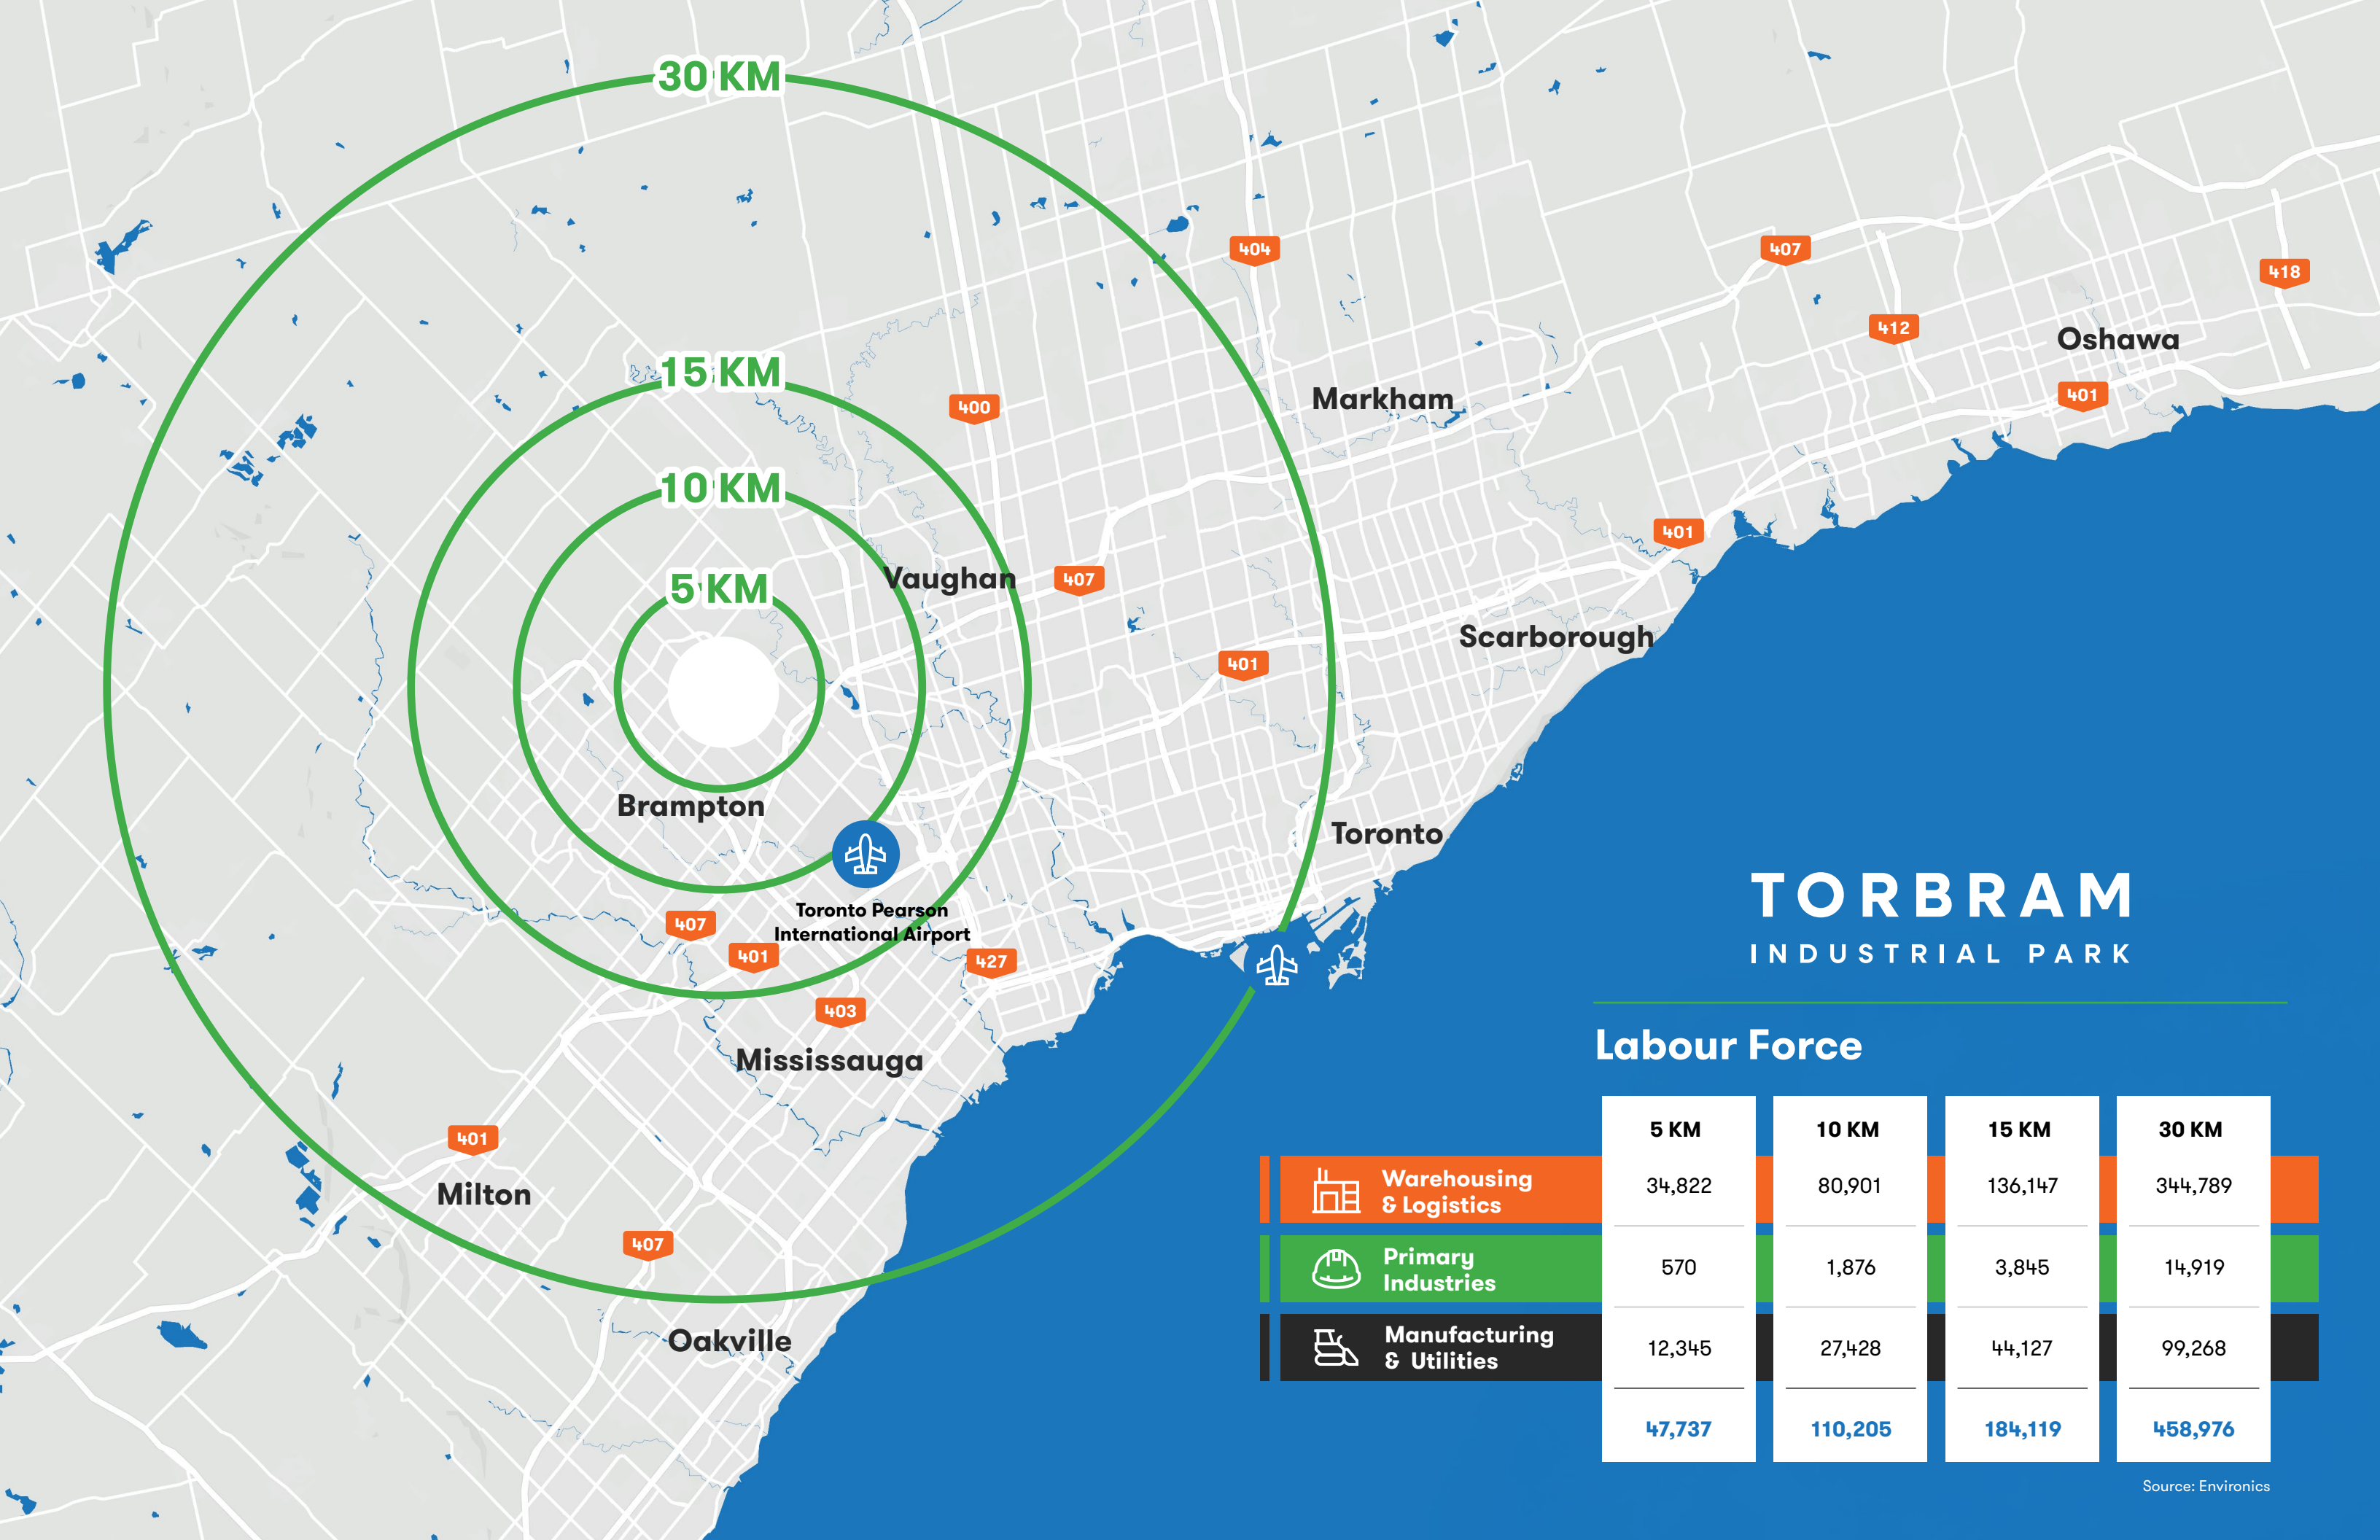 30 KM
404
407
418
412
Oshawa
15 KM
401
Markham
400
10 KM
401
Vaughan
407
5 KM
Scarborough
401
Brampton
Toronto
TORBRAM
INDUSTRIAL PARK
Toronto Pearson
International Airport
407
401
427
403
Mississauga
401
Milton
407
Oakville
Labour Force
5 KM 10 KM 15 KM 30 KM
Warehousing
& Logistics
34,822 80,901 136,147 344,789
Primary
Industries
570 1,876 3,845 14,919
Manufacturing
& Utilities
12,345 27,428 44,127 99,268
47,737 110,205 184,119 458,976
Source: Environics